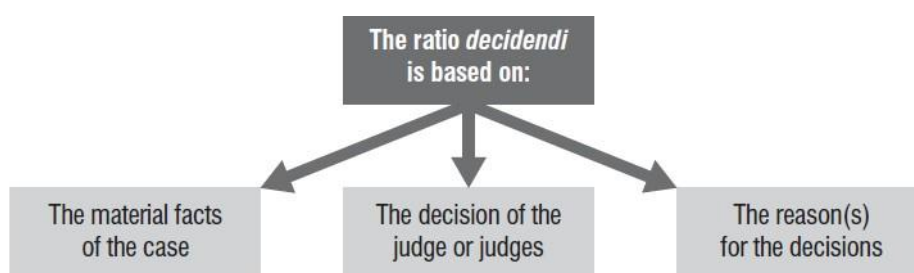 The ratio decidendi
is based on:
The material facts
of the case
The decision of the
judge or judges
The reason(s)
for the decisions